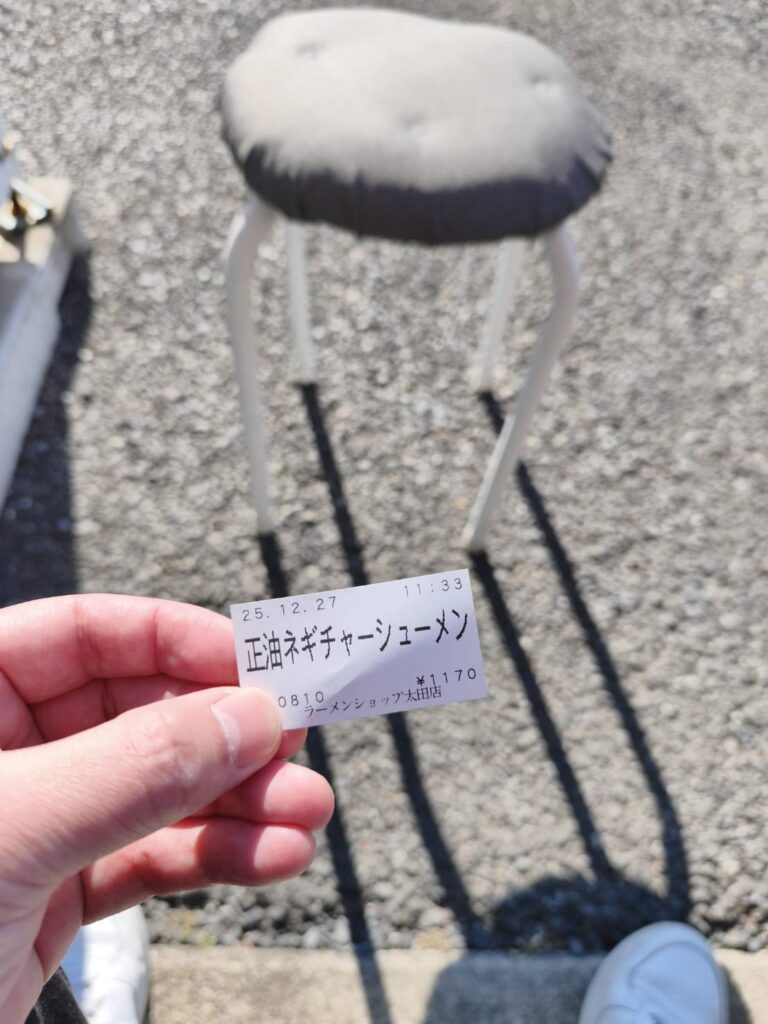 25.12.27 11:33
正油ネギチャーシューメン
¥1170
0810
ラーメンショップ太田店